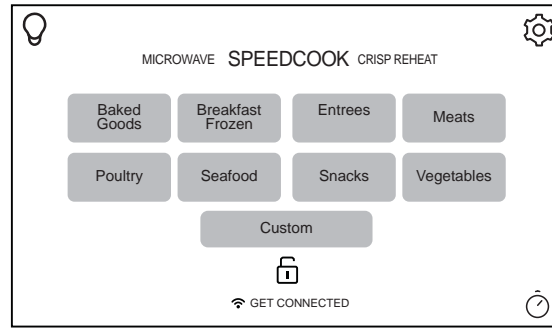 MICROWAVE SPEEDCOOK CRISP REHEAT
Baked
Goods
Breakfast
Frozen
Entrees
Meats
Poultry
Seafood
Snacks
Vegetables
Custom
GET CONNECTED